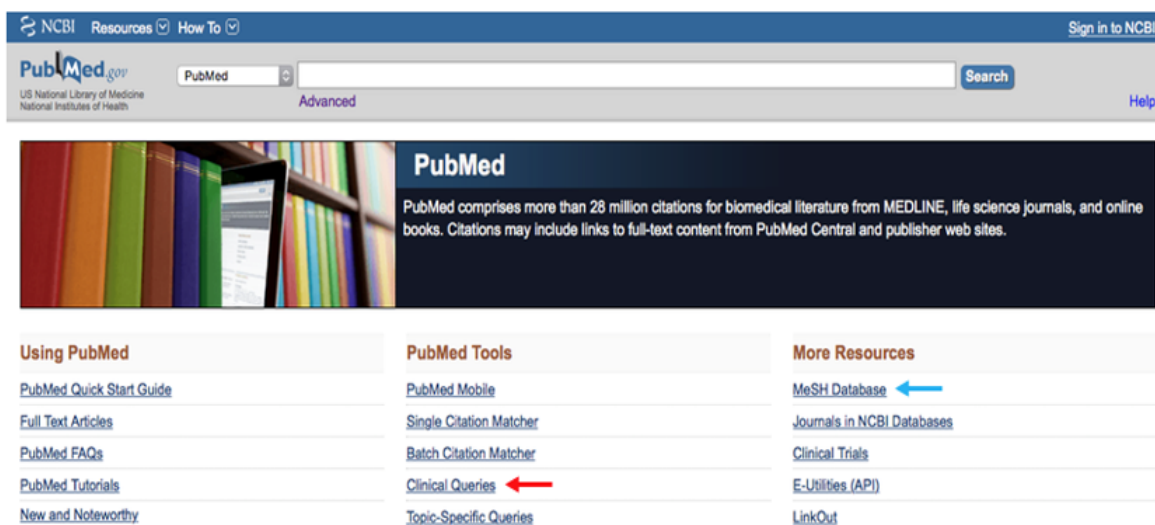 NCBI Resources How To Sign in to NCBI
PubMed.gov
US National Library of Medicine
National Institutes of Health
PubMed
Search
Advanced
Help
PubMed
PubMed comprises more than 28 million citations for biomedical literature from MEDLINE, life science journals, and online
books. Citations may include links to full-text content from PubMed Central and publisher web sites.
Using PubMed
PubMed Quick Start Guide
Full Text Articles
PubMed FAQs
PubMed Tutorials
New and Noteworthy
PubMed Tools
PubMed Mobile
Single Citation Matcher
Batch Citation Matcher
Clinical Queries
Topic-Specific Queries
More Resources
MeSH Database
Journals in NCBI Databases
Clinical Trials
E-Utilities (API)
LinkOut